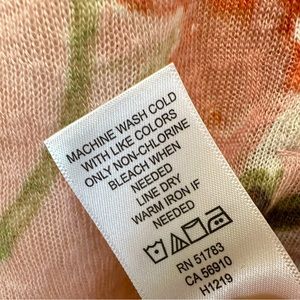 MACHINE WASH COLD
WITH LIKE COLORS
ONLY NON-CHLORINE
BLEACH WHEN
NEEDED
LINE DRY
WARM IRON IF
NEEDED
RN 51783
CA 56910
H1219